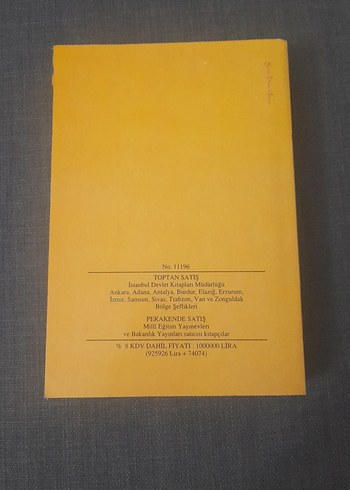 No. 11196
TOPTAN SATIŞ
İstanbul Devlet Kitapları Müdürlüğü
Ankara, Adana, Antalya, Burdur, Elazığ, Erzurum,
İzmir, Samsun, Sivas, Trabzon, Van ve Zonguldak
Bölge Şeflikleri
PERAKENDE SATIŞ
Millî Eğitim Yayınevleri
ve Bakanlık Yayınları satıcısı kitapçılar
% 8 KDV DAHİL FİYATI : 1000000 LİRA
(925926 Lira + 74074)